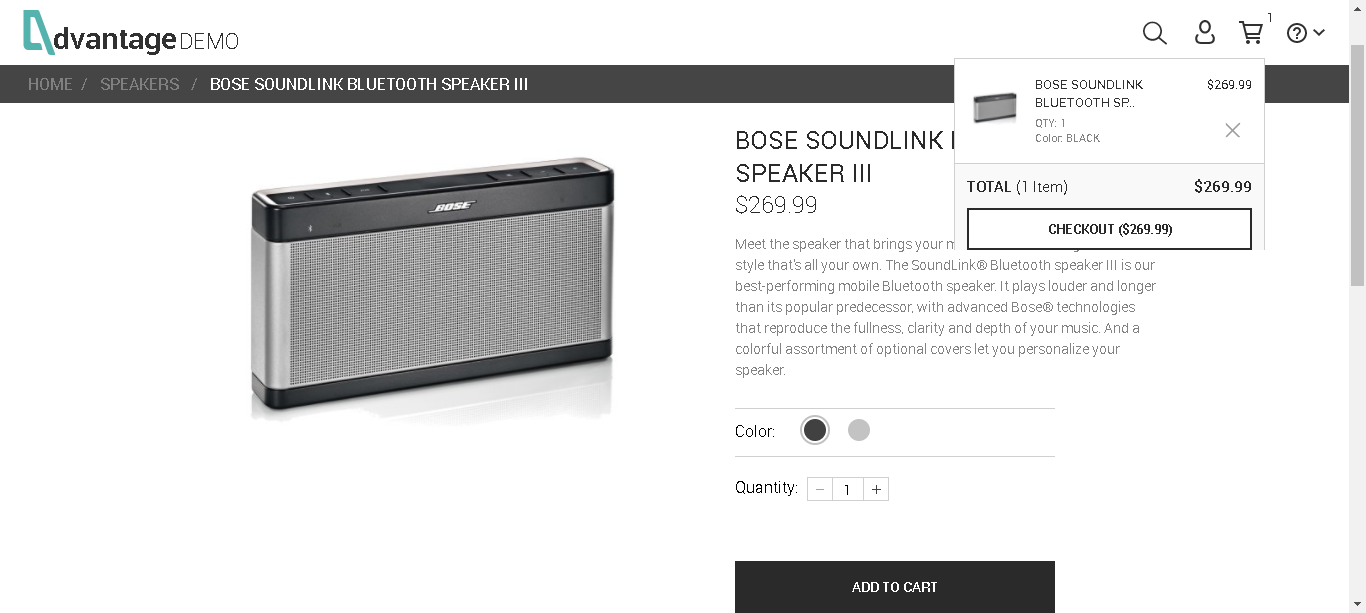 dvantage DEMO
1
HOME / SPEAKERS / BOSE SOUNDLINK BLUETOOTH SPEAKER III
BOSE SOUNDLINK
BLUETOOTH SP..
$269.99
QTY: 1
Color: BLACK
TOTAL (1 Item) $269.99
CHECKOUT ($269.99)
BOSE
BOSE SOUNDLINK
SPEAKER III
$269.99
Meet the speaker that brings your
style that's all your own. The SoundLink® Bluetooth speaker III is our
best-performing mobile Bluetooth speaker. It plays louder and longer
than its popular predecessor, with advanced Bose® technologies
that reproduce the fullness, clarity and depth of your music. And a
colorful assortment of optional covers let you personalize your
speaker.
Color:
Quantity: − 1 +
ADD TO CART